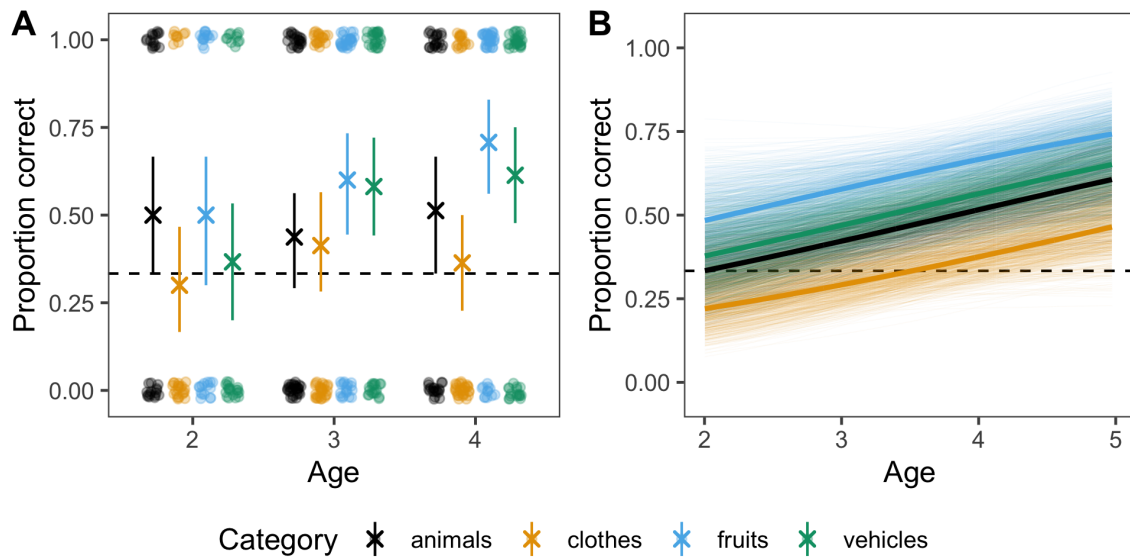 A
Proportion correct
1.00
0.75
0.50
0.25
0.00
2 3 4
Age
B
Proportion correct
1.00
0.75
0.50
0.25
0.00
2 3 4 5
Age
Category animals clothes fruits vehicles